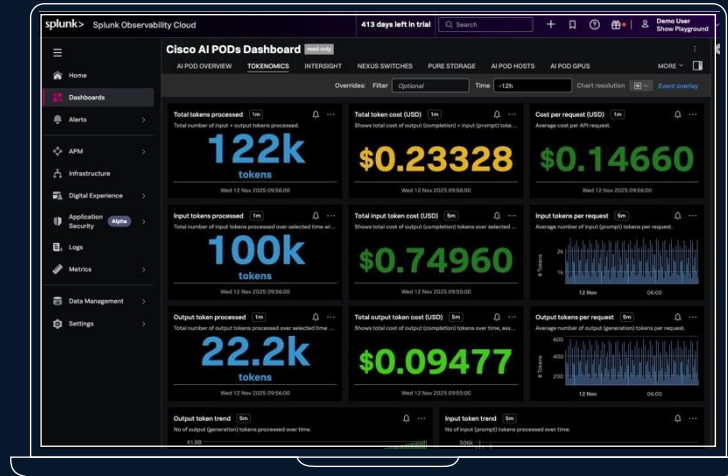 splunk> Splunk Observability Cloud
413 days left in trial
Search
Demo User
Show Playground
Home
Dashboards
Alerts
APM
Infrastructure
Digital Experience
Application Security
Alpha
Logs
Metrics
Data Management
Settings
Cisco AI PODs Dashboard read only
AI POD OVERVIEW TOKENOMICS INTERSIGHT NEXUS SWITCHES PURE STORAGE AI POD HOSTS AI POD GPUS MORE
Overrides: Filter Optional Time -12h Chart resolution Event overlay
Total tokens processed 1m
Total number of input + output tokens processed.
122k
tokens
Wed 12 Nov 2025 09:56:00
Total token cost (USD) 1m
Shows total cost of output (completion) + input (prompt) toke...
$0.23328
Wed 12 Nov 2025 09:56:00
Cost per request (USD) 1m
Average cost per API request.
$0.14660
Wed 12 Nov 2025 09:56:00
Input tokens processed 1m
Total number of input tokens processed over selected time wi...
100k
tokens
Wed 12 Nov 2025 09:56:00
Total input token cost (USD) 5m
Shows total cost of output (completion) tokens over selected ...
$0.74960
Wed 12 Nov 2025 09:55:00
Input tokens per request 5m
Average number of input (prompt) tokens per request.
# Tokens
2k
1k
12 Nov 06:00
Output token processed 1m
Total number of output tokens processed over selected time ...
22.2k
tokens
Wed 12 Nov 2025 09:56:00
Total output token cost (USD) 5m
Shows total cost of output (completion) tokens over time, ass...
$0.09477
Wed 12 Nov 2025 09:55:00
Output tokens per request 5m
Average number of output (generation) tokens per request.
# Tokens
600
400
200
12 Nov 06:00
Output token trend 5m
No of output (generation) tokens processed over time.
41.8B
Input token trend 5m
No of input (prompt) tokens processed over time.
506k